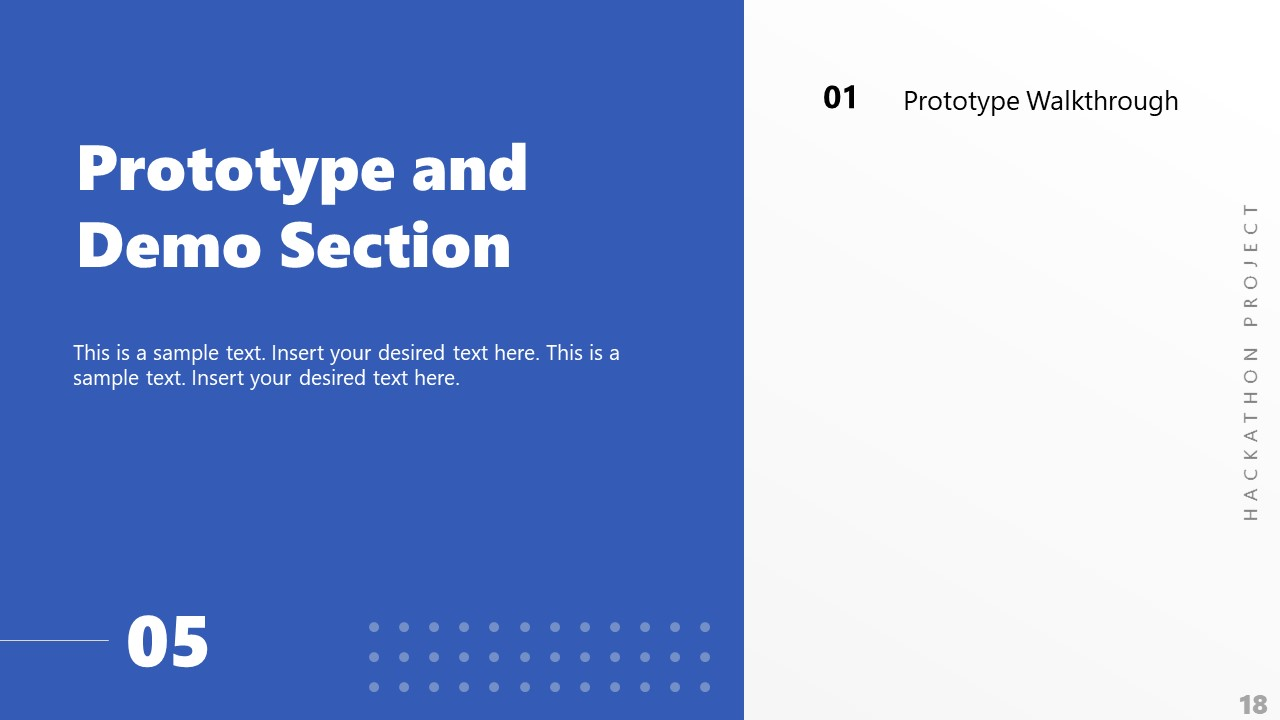 Prototype and
Demo Section
This is a sample text. Insert your desired text here. This is a
sample text. Insert your desired text here.
05
01 Prototype Walkthrough
HACKATHON PROJECT
18